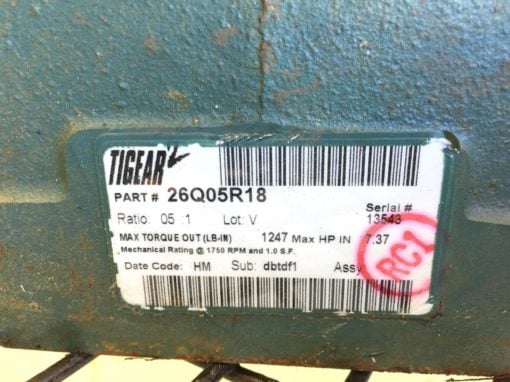 TIGEAR
PART # 26Q05R18
Serial #
Ratio: 05 :1 Lot: V 13543
MAX TORQUE OUT (LB-IN) 1247 Max HP IN 7.37
Mechanical Rating @ 1750 RPM and 1.0 S.F.
Date Code: HM Sub: dbtdf1 Assy
RC1